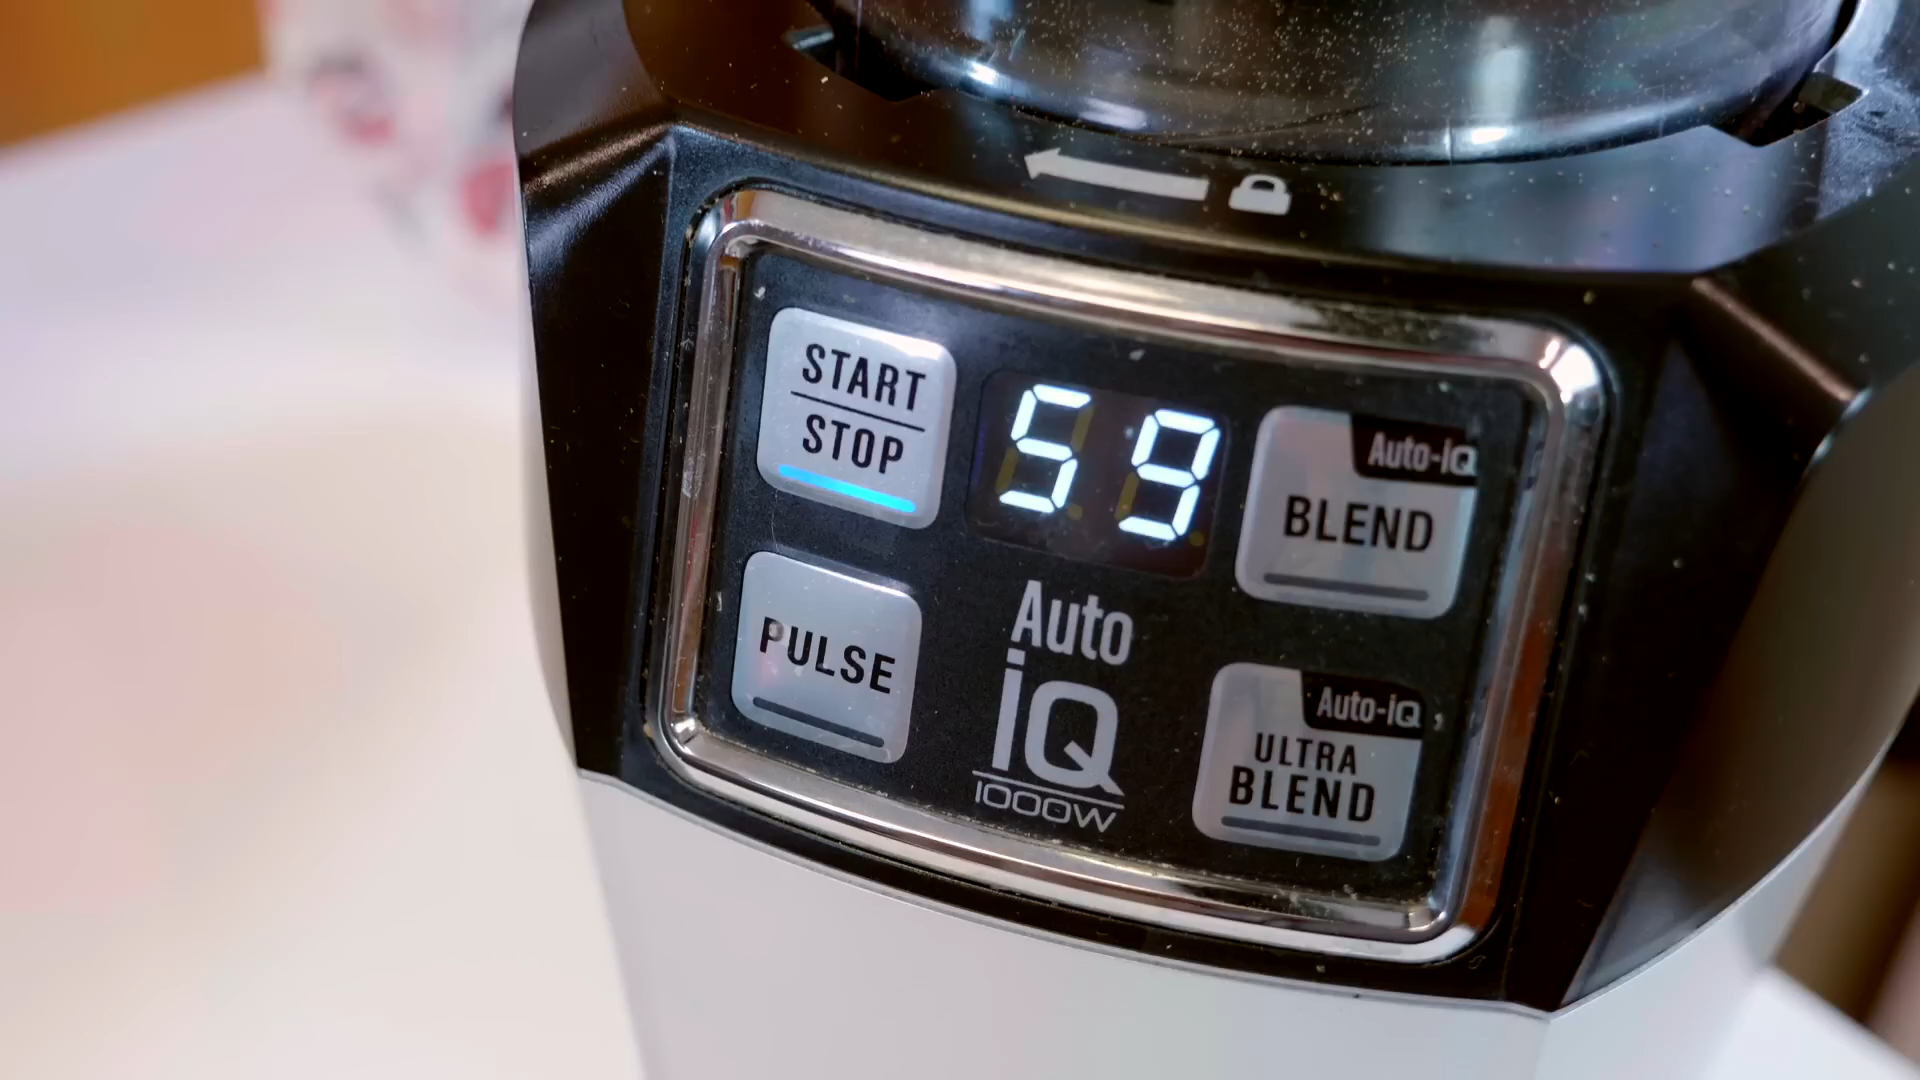 START
STOP
59
Auto-iQ
BLEND
PULSE
Auto
iQ
1000W
Auto-iQ
ULTRA
BLEND